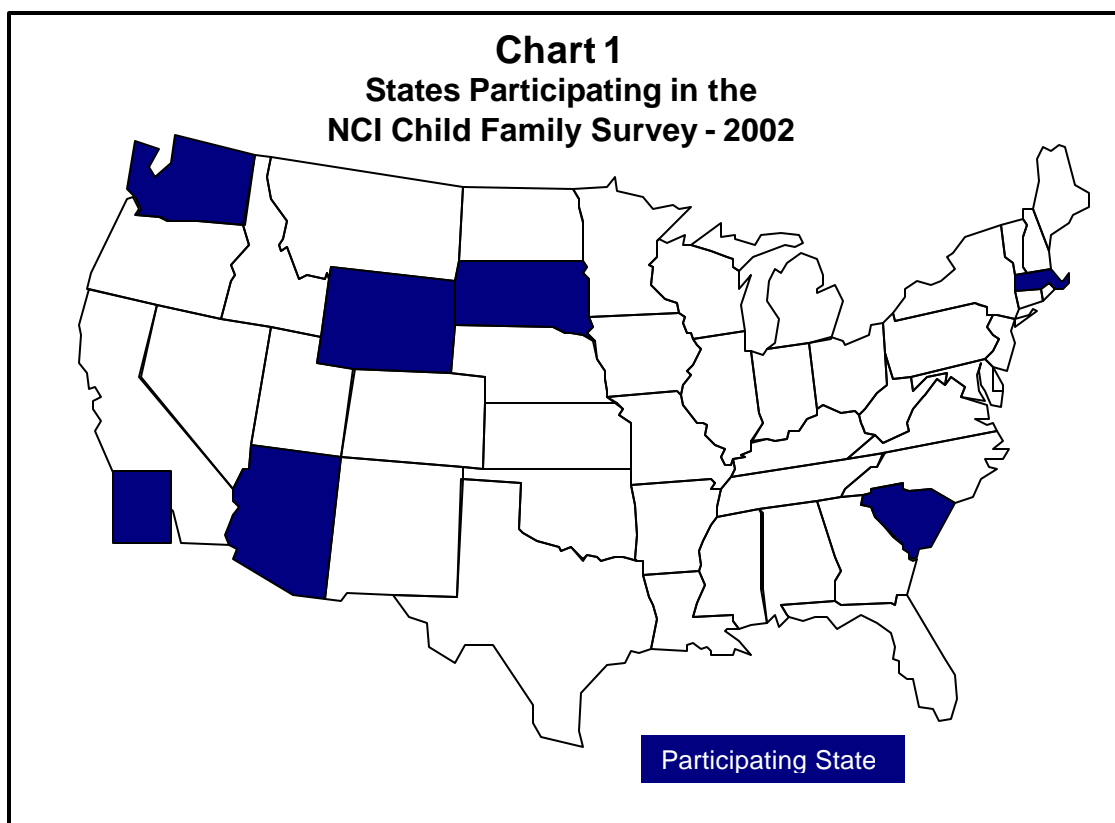 Chart 1
States Participating in the
NCI Child Family Survey - 2002
Participating State